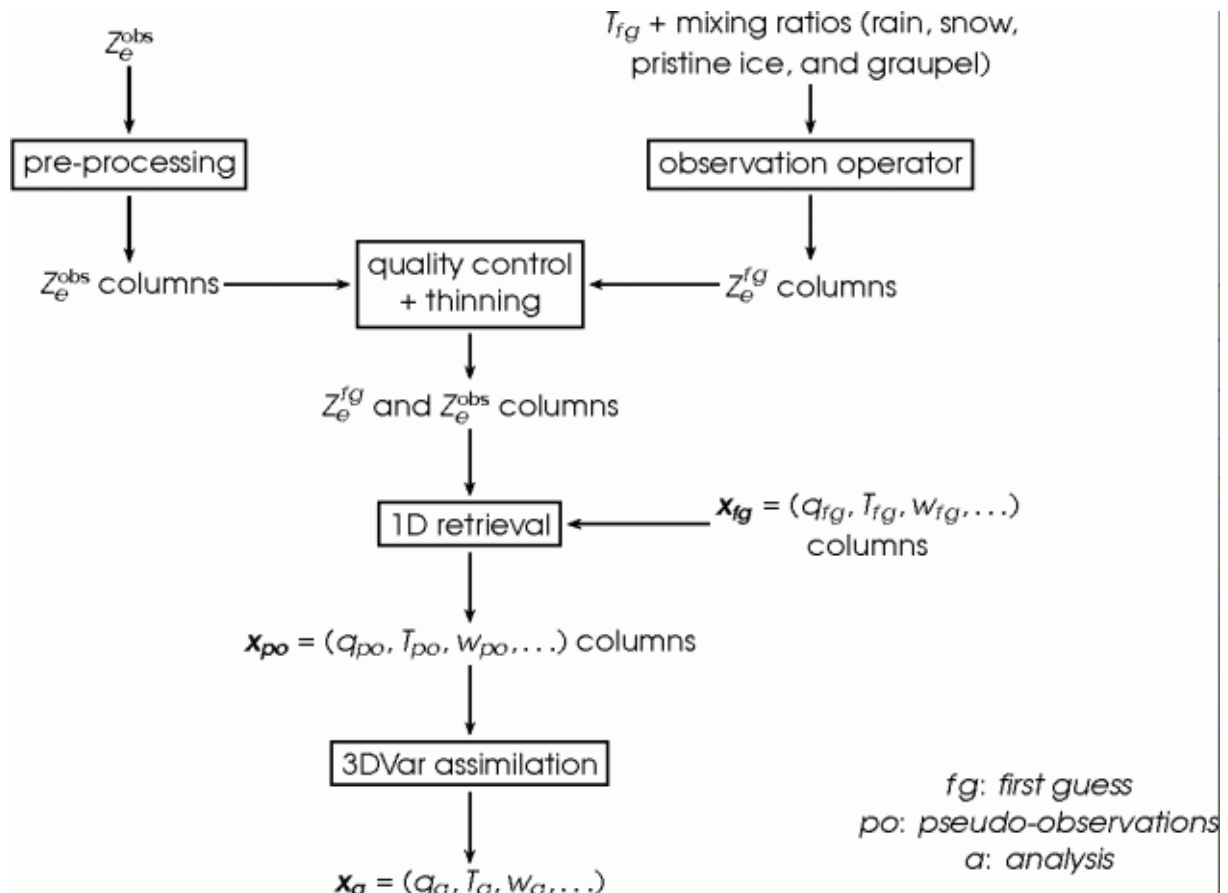 Z_e^obs
T_fg + mixing ratios (rain, snow,
pristine ice, and graupel)
pre-processing
observation operator
Z_e^obs columns
quality control
+ thinning
Z_e^fg columns
Z_e^fg and Z_e^obs columns
1D retrieval
x_fg = (q_fg, T_fg, w_fg,...)
columns
x_po = (q_po, T_po, w_po,...) columns
3DVar assimilation
fg: first guess
po: pseudo-observations
a: analysis
x_a = (q_a, T_a, w_a,...)